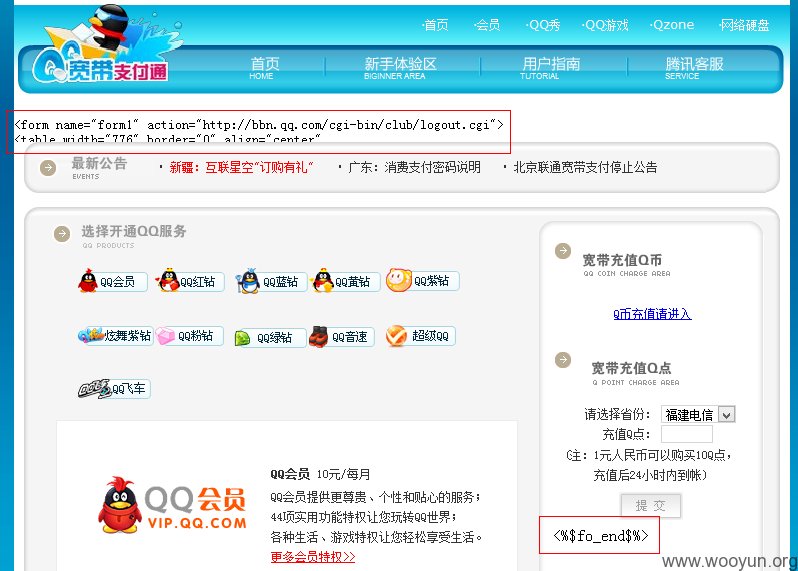 ·首页 ·会员 ·QQ秀 ·QQ游戏 ·Qzone ·网络硬盘
QQ宽带支付通
首页 新手体验区 用户指南 腾讯客服
HOME BIGINNER AREA TUTORIAL SERVICE
<form name="form1" action="http://bbn.qq.com/cgi-bin/club/logout.cgi">
<table width="776" border="0" align="center"
最新公告
EVENTS
· 新疆：互联星空“订购有礼” · 广东：消费支付密码说明 · 北京联通宽带支付停止公告
选择开通QQ服务
QQ PRODUCTS
QQ会员 QQ红钻 QQ蓝钻 QQ黄钻 QQ紫钻
炫舞紫钻 QQ粉钻 QQ绿钻 QQ音速 超级QQ
QQ飞车
QQ会员
VIP.QQ.COM
QQ会员 10元/每月
QQ会员提供更尊贵、个性和贴心的服务；
44项实用功能特权让您玩转QQ世界；
各种生活、游戏特权让您轻松享受生活。
更多会员特权>>
宽带充值Q币
QQ COIN CHARGE AREA
Q币充值请进入
宽带充值Q点
Q POINT CHARGE AREA
请选择省份： 福建电信
充值Q点：
(注：1元人民币可以购买10Q点，
充值后24小时内到帐)
提 交
<%$fo_end$%>
www.wooyun.org